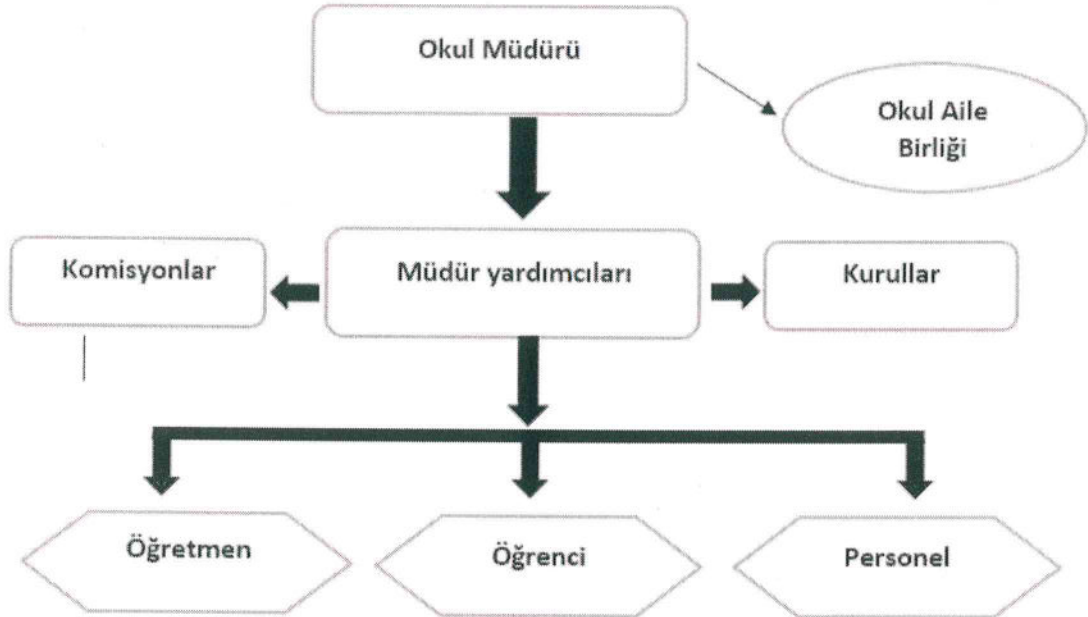 Okul Müdürü
Okul Aile
Birliği
Komisyonlar
Müdür yardımcıları
Kurullar
Öğretmen
Öğrenci
Personel